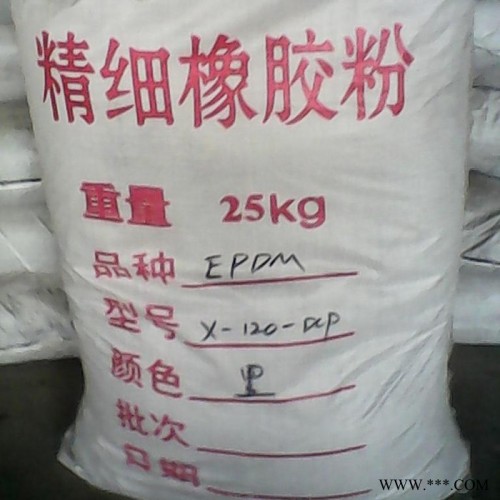 精细橡胶粉
重量 25kg
品种 EPDM
型号 X-120-DCP
颜色
批次
日期
WWW.***.COM